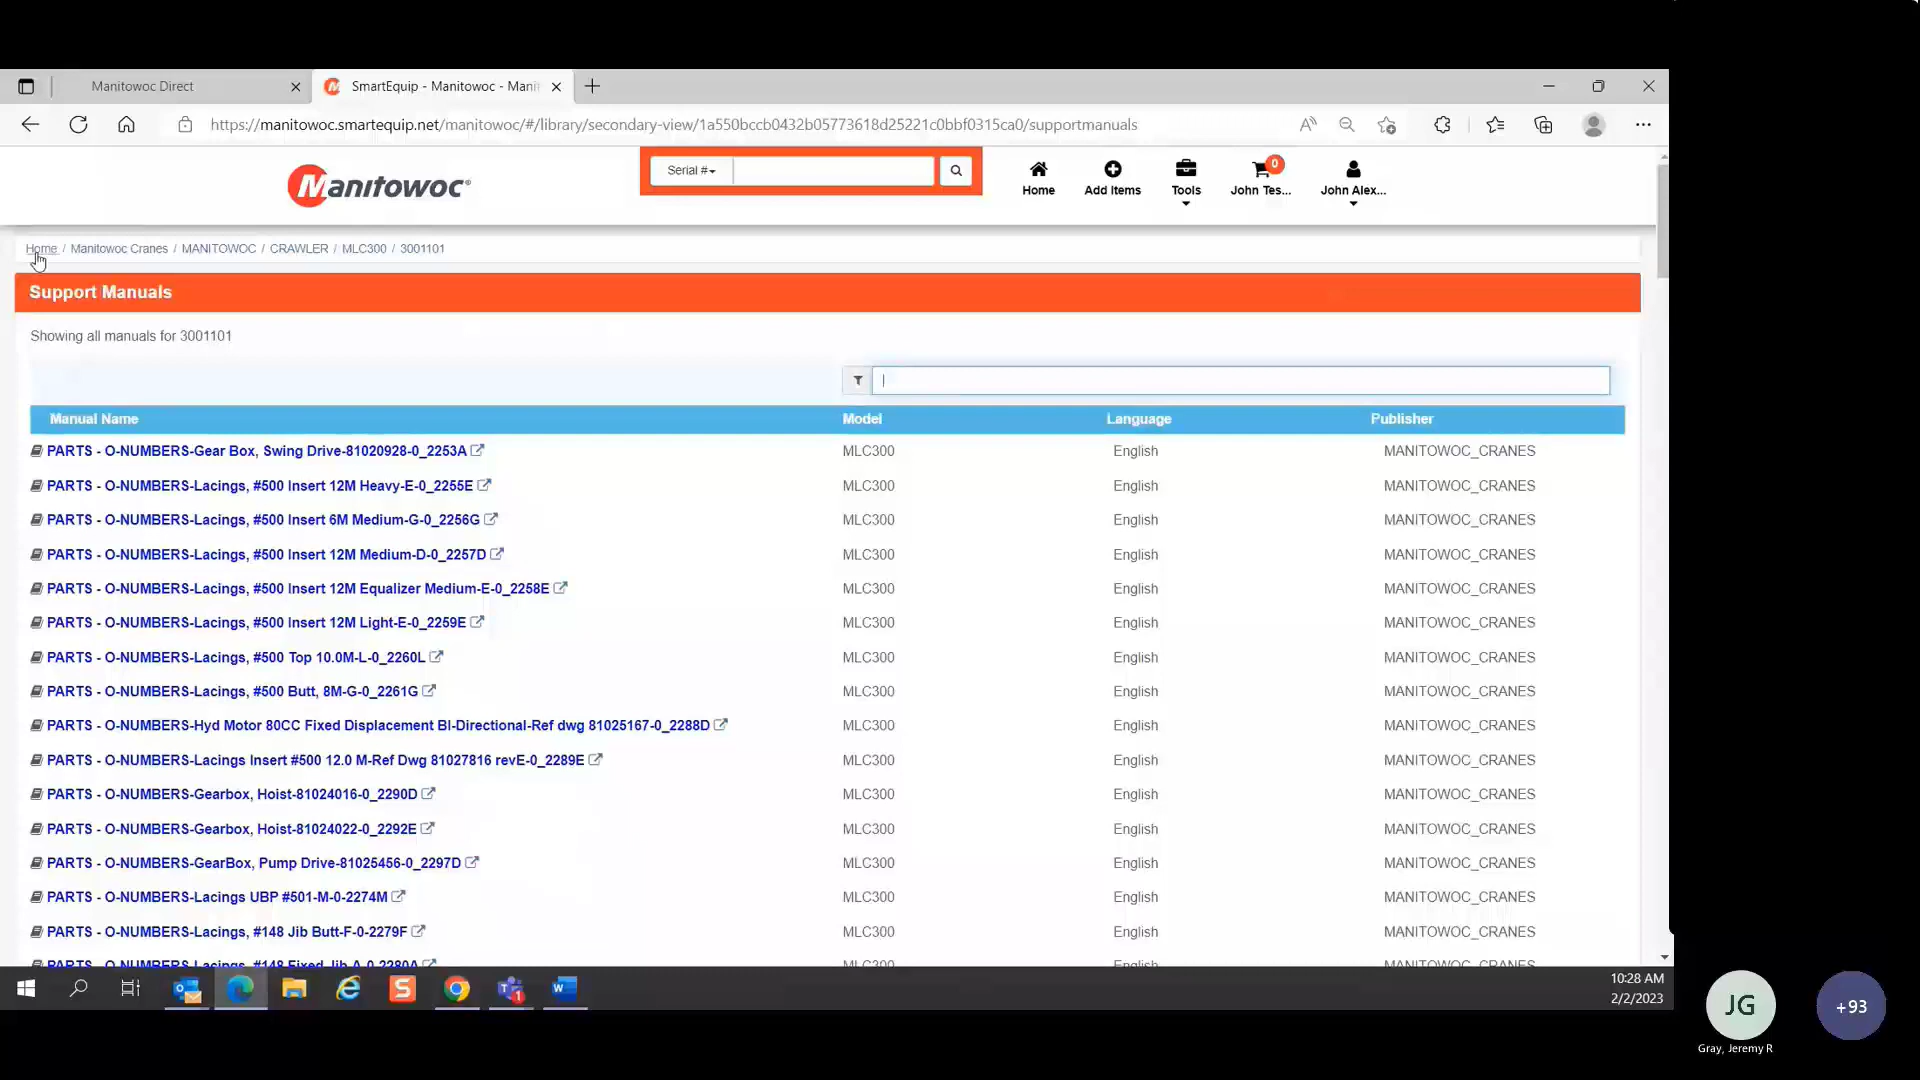 Manitowoc Direct
SmartEquip - Manitowoc - Mani
https://manitowoc.smartequip.net/manitowoc/#/library/secondary-view/1a550bccb0432b05773618d25221c0bbf0315ca0/supportmanuals
Manitowoc®
Serial #
Home
Add Items
Tools
0
John Tes...
John Alex...
Home / Manitowoc Cranes / MANITOWOC / CRAWLER / MLC300 / 3001101
Support Manuals
Showing all manuals for 3001101
Manual Name Model Language Publisher
PARTS - O-NUMBERS-Gear Box, Swing Drive-81020928-0_2253A MLC300 English MANITOWOC_CRANES
PARTS - O-NUMBERS-Lacings, #500 Insert 12M Heavy-E-0_2255E MLC300 English MANITOWOC_CRANES
PARTS - O-NUMBERS-Lacings, #500 Insert 6M Medium-G-0_2256G MLC300 English MANITOWOC_CRANES
PARTS - O-NUMBERS-Lacings, #500 Insert 12M Medium-D-0_2257D MLC300 English MANITOWOC_CRANES
PARTS - O-NUMBERS-Lacings, #500 Insert 12M Equalizer Medium-E-0_2258E MLC300 English MANITOWOC_CRANES
PARTS - O-NUMBERS-Lacings, #500 Insert 12M Light-E-0_2259E MLC300 English MANITOWOC_CRANES
PARTS - O-NUMBERS-Lacings, #500 Top 10.0M-L-0_2260L MLC300 English MANITOWOC_CRANES
PARTS - O-NUMBERS-Lacings, #500 Butt, 8M-G-0_2261G MLC300 English MANITOWOC_CRANES
PARTS - O-NUMBERS-Hyd Motor 80CC Fixed Displacement BI-Directional-Ref dwg 81025167-0_2288D MLC300 English MANITOWOC_CRANES
PARTS - O-NUMBERS-Lacings Insert #500 12.0 M-Ref Dwg 81027816 revE-0_2289E MLC300 English MANITOWOC_CRANES
PARTS - O-NUMBERS-Gearbox, Hoist-81024016-0_2290D MLC300 English MANITOWOC_CRANES
PARTS - O-NUMBERS-Gearbox, Hoist-81024022-0_2292E MLC300 English MANITOWOC_CRANES
PARTS - O-NUMBERS-GearBox, Pump Drive-81025456-0_2297D MLC300 English MANITOWOC_CRANES
PARTS - O-NUMBERS-Lacings UBP #501-M-0-2274M MLC300 English MANITOWOC_CRANES
PARTS - O-NUMBERS-Lacings, #148 Jib Butt-F-0-2279F MLC300 English MANITOWOC_CRANES
PARTS - O-NUMBERS-Lacings, #148 Fixed Jib-A-0 2280A MLC300 English MANITOWOC_CRANES
10:28 AM
2/2/2023
JG
+93
Gray, Jeremy R